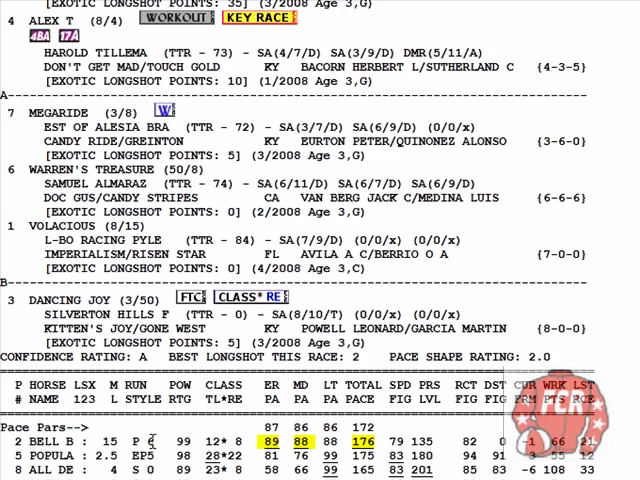 [EXOTIC LONGSHOT POINTS: 35] (3/2008 Age 3,G)
4 ALEX T (8/4) WORKOUT KEY RACE
4BA 17A
HAROLD TILLEMA (TTR - 73) - SA(4/7/D) SA(3/9/D) DMR(5/11/A)
DON'T GET MAD/TOUCH GOLD KY BACORN HERBERT L/SUTHERLAND C {4-3-5}
[EXOTIC LONGSHOT POINTS: 10] (1/2008 Age 3,G)
A---------------------------------------------------------------------------
7 MEGARIDE (3/8) W
EST OF ALESIA BRA (TTR - 72) - SA(3/7/D) SA(6/9/D) (0/0/x)
CANDY RIDE/GREINTON KY EURTON PETER/QUINONEZ ALONSO {3-6-0}
[EXOTIC LONGSHOT POINTS: 5] (3/2008 Age 3,G)
6 WARREN'S TREASURE (50/8)
SAMUEL ALMARAZ (TTR - 74) - SA(6/11/D) SA(6/7/D) SA(6/9/D)
DOC GUS/CANDY STRIPES CA VAN BERG JACK C/MEDINA LUIS {6-6-6}
[EXOTIC LONGSHOT POINTS: 0] (2/2008 Age 3,G)
1 VOLACIOUS (8/15)
L-BO RACING PYLE (TTR - 84) - SA(7/9/D) (0/0/x) (0/0/x)
IMPERIALISM/RISEN STAR FL AVILA A C/BERRIO O A {7-0-0}
[EXOTIC LONGSHOT POINTS: 0] (4/2008 Age 3,C)
B---------------------------------------------------------------------------
3 DANCING JOY (3/50) FTC CLASS* RE
SILVERTON HILLS F (TTR - 0) - SA(8/10/T) (0/0/x) (0/0/x)
KITTEN'S JOY/GONE WEST KY POWELL LEONARD/GARCIA MARTIN {8-0-0}
[EXOTIC LONGSHOT POINTS: 5] (3/2008 Age 3,G)
CONFIDENCE RATING: A BEST LONGSHOT THIS RACE: 2 PACE SHAPE RATING: 2.0
P HORSE LSX M RUN POW CLASS ER MD LT TOTAL SPD PRS RCT DST CUR WRK LST
# NAME 123 L STYLE RTG TL*RE PA PA PA PACE FIG LVL FIG FIG FRM PTS RCE
Pace Pars--> 87 86 86 172
2 BELL B : 15 P 99 12* 8 89 88 88 176 79 135 82 0 -1 66 21
5 POPULA : 2.5 EP5 98 28*22 81 76 99 175 83 180 94 91 -3 55 12
8 ALL DE : 4 S 0 89 23* 8 58 66 99 165 83 201 85 83 -6 108 33
FCR